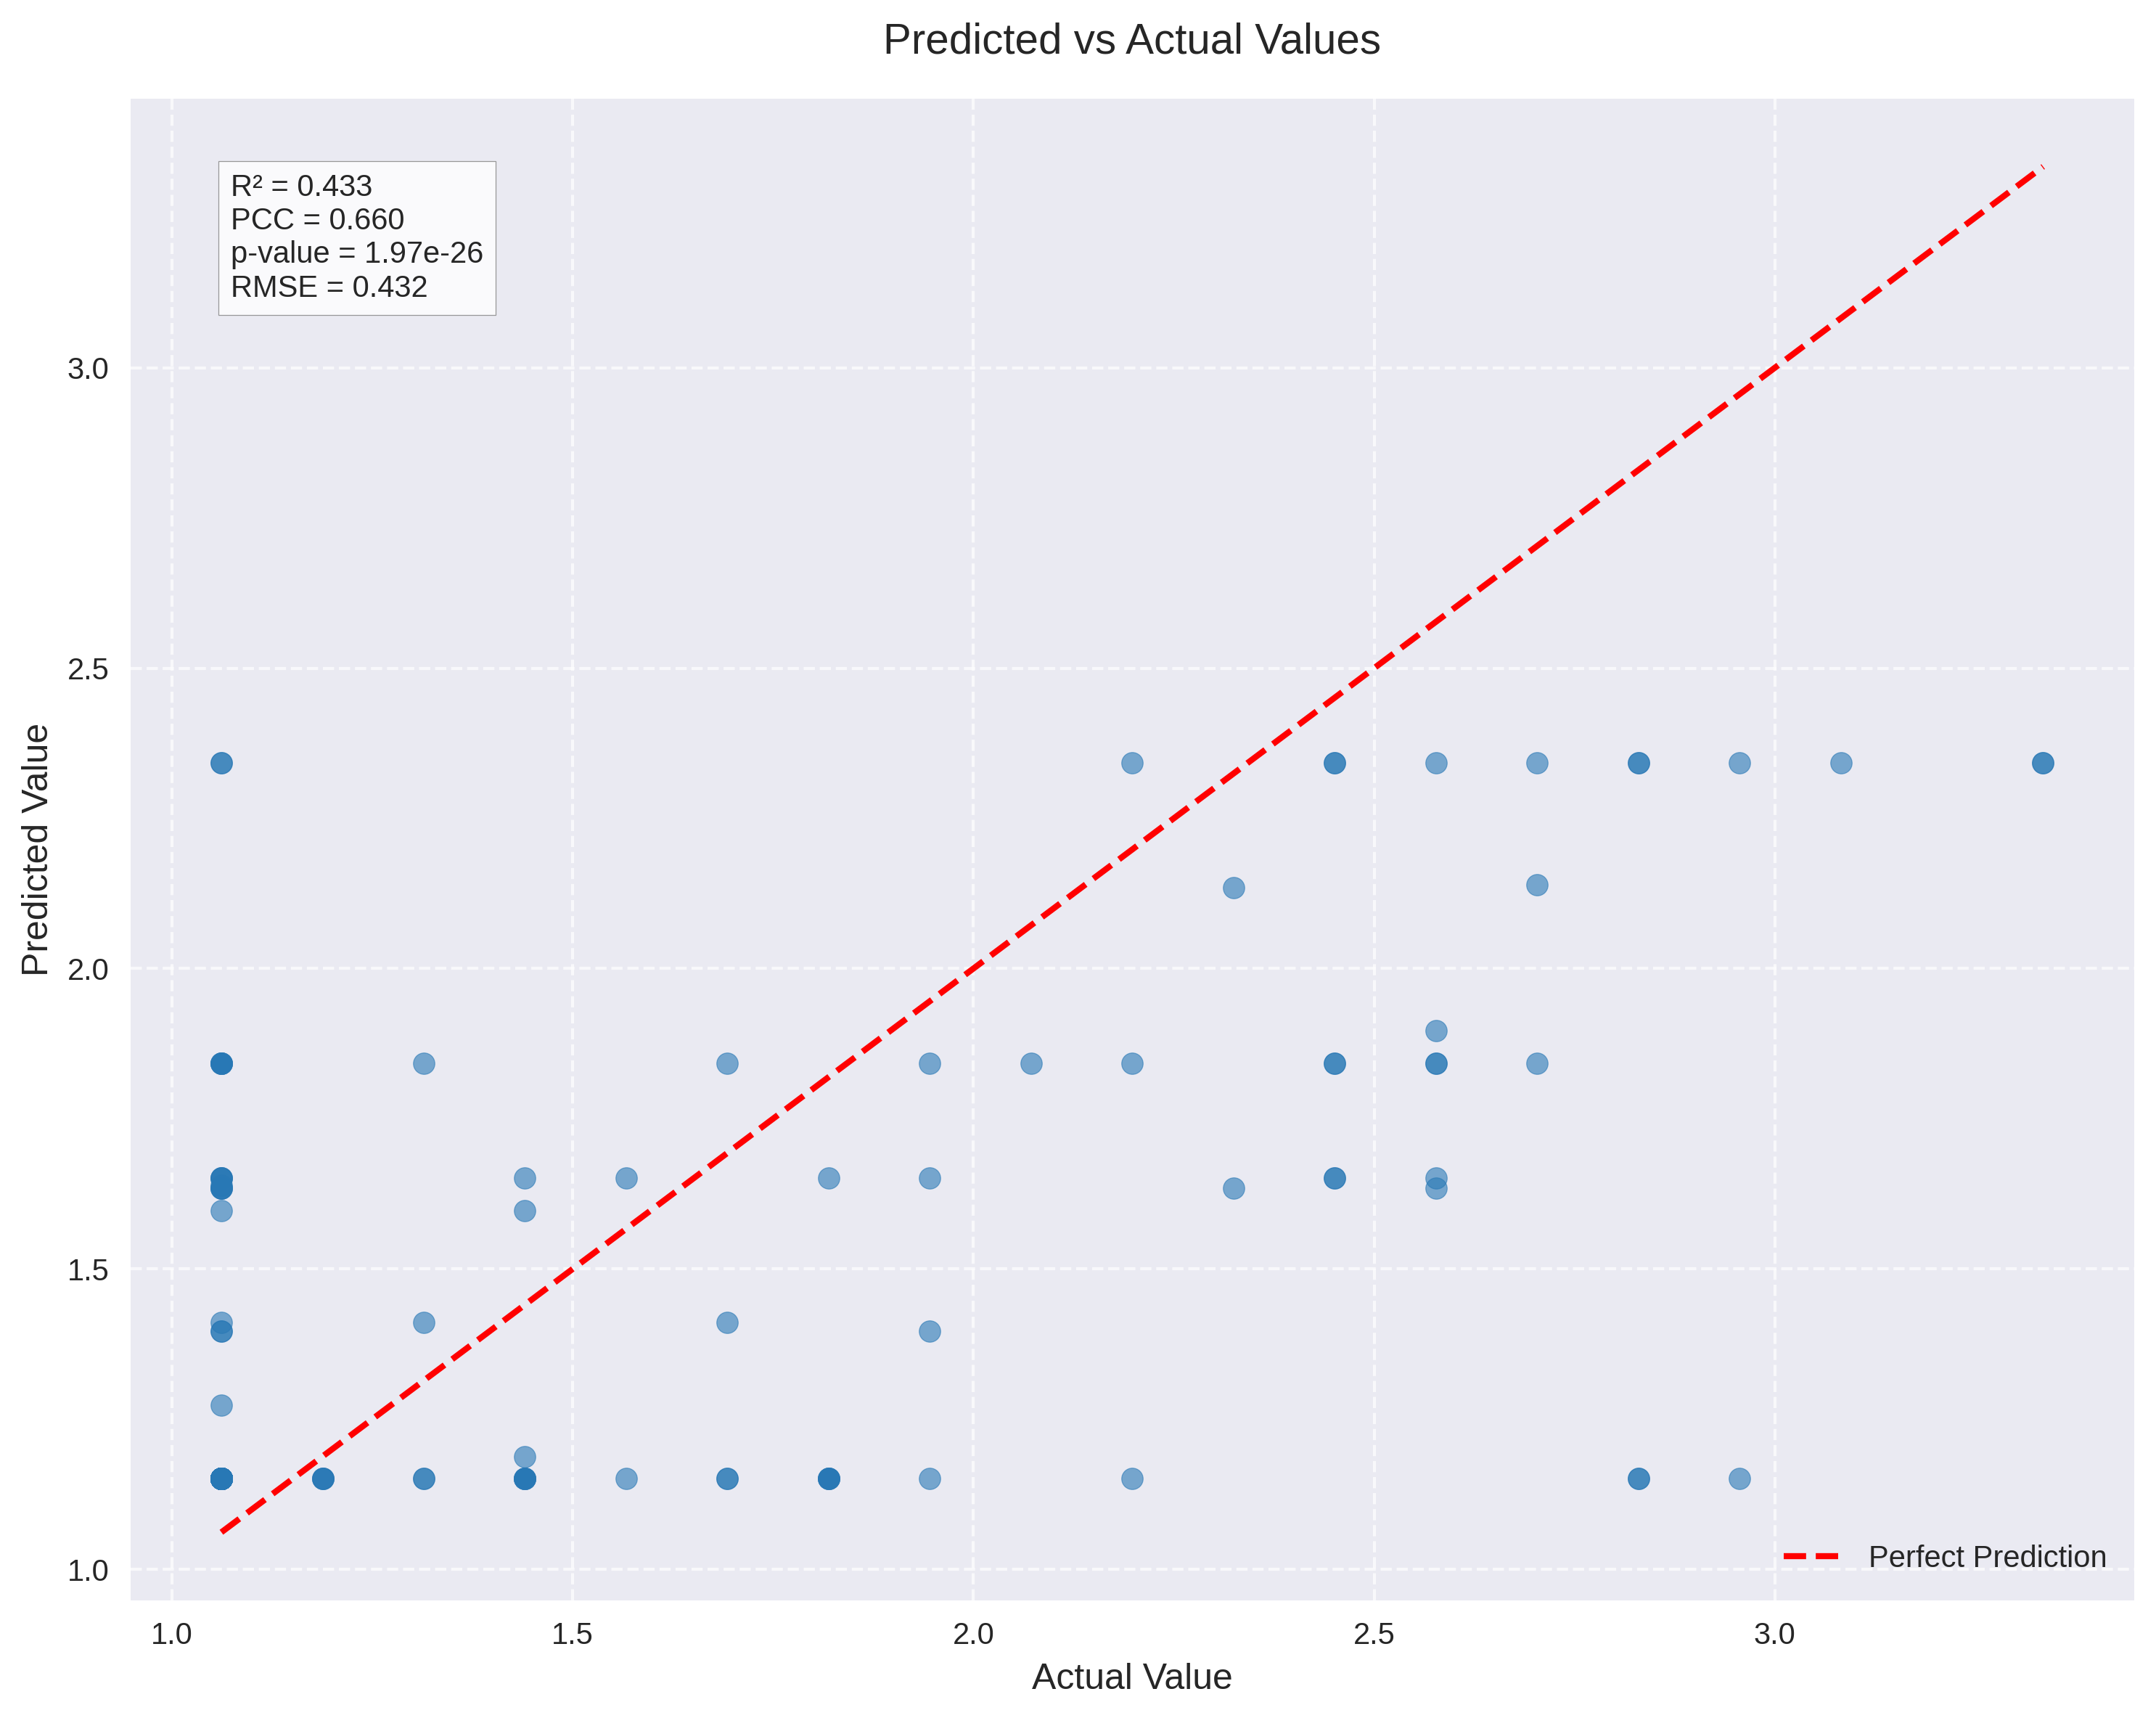 Predicted vs Actual Values
R² = 0.433
PCC = 0.660
p-value = 1.97e-26
RMSE = 0.432
3.0
2.5
2.0
1.5
1.0
Predicted Value
Perfect Prediction
1.0 1.5 2.0 2.5 3.0
Actual Value